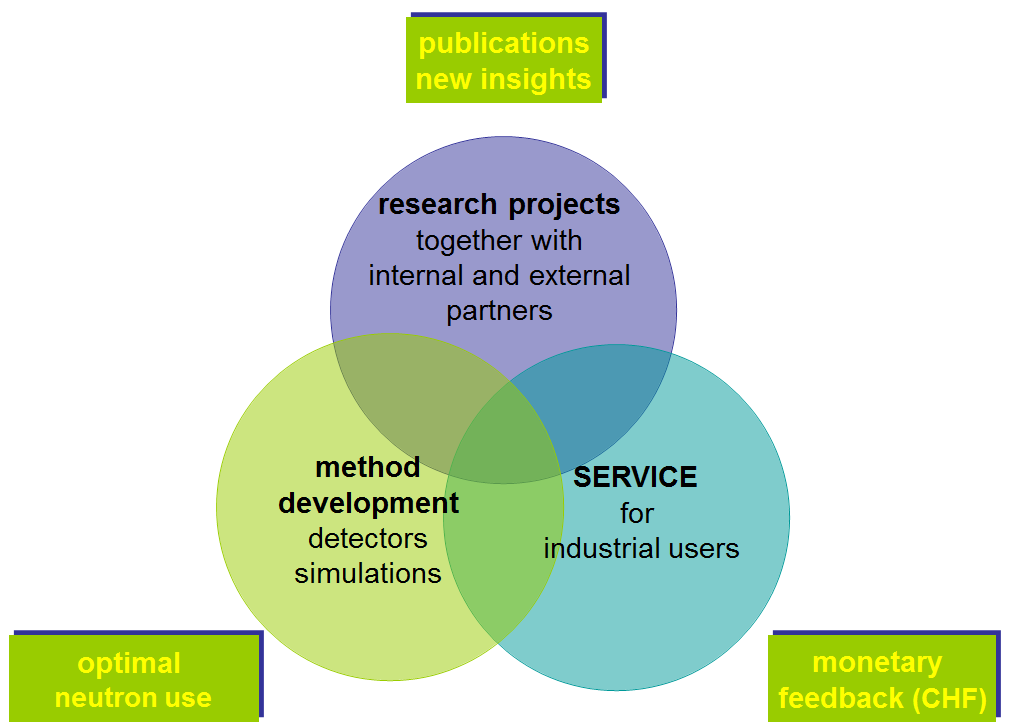 publications
new insights
research projects
together with
internal and external
partners
method
development
detectors
simulations
SERVICE
for
industrial users
optimal
neutron use
monetary
feedback (CHF)